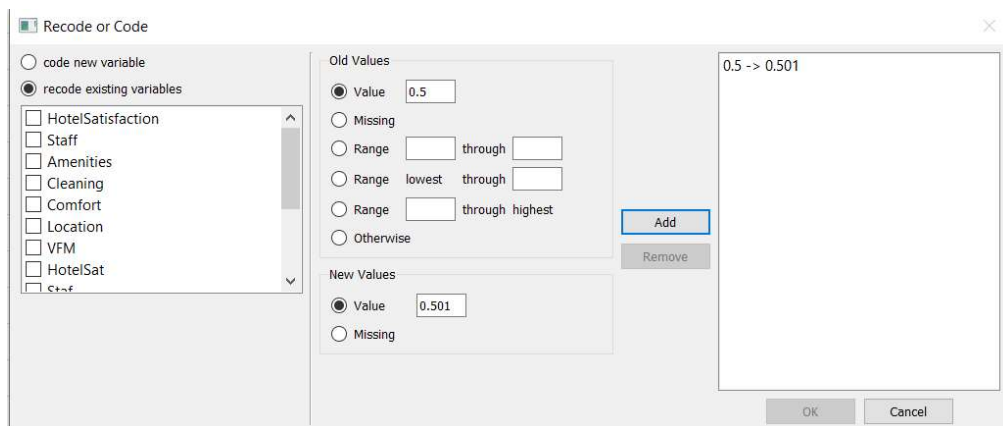 Recode or Code
code new variable
recode existing variables
HotelSatisfaction
Staff
Amenities
Cleaning
Comfort
Location
VFM
HotelSat
Staf
Old Values
Value 0.5
Missing
Range through
Range lowest through
Range through highest
Otherwise
New Values
Value 0.501
Missing
Add
Remove
0.5 -> 0.501
OK Cancel